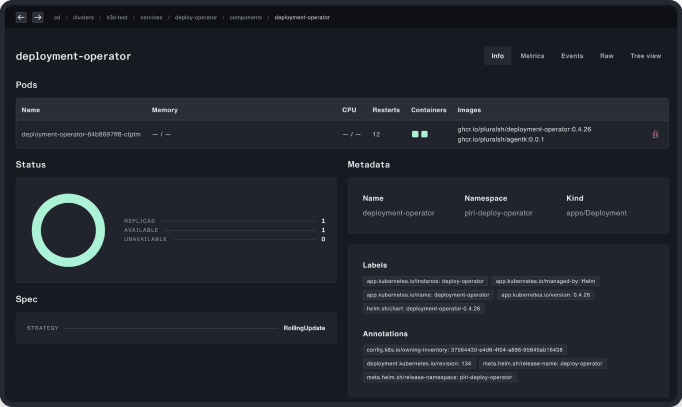 cd / clusters / k3s-test / services / deploy-operator / components / deployment-operator
deployment-operator
Info Metrics Events Raw Tree view
Pods
Name Memory CPU Restarts Containers Images
deployment-operator-64b8697ff8-ctptm — / — — / — 12 ghcr.io/pluralsh/deployment-operator:0.4.26
ghcr.io/pluralsh/agentk:0.0.1
Status
REPLICAS 1
AVAILABLE 1
UNAVAILABLE 0
Spec
STRATEGY RollingUpdate
Metadata
Name Namespace Kind
deployment-operator plrl-deploy-operator apps/Deployment
Labels
app.kubernetes.io/instance: deploy-operator app.kubernetes.io/managed-by: Helm
app.kubernetes.io/name: deployment-operator app.kubernetes.io/version: 0.4.26
helm.sh/chart: deployment-operator-0.4.26
Annotations
config.k8s.io/owning-inventory: 37564430-e4d6-4f04-a886-95845ab16438
deployment.kubernetes.io/revision: 134 meta.helm.sh/release-name: deploy-operator
meta.helm.sh/release-namespace: plrl-deploy-operator